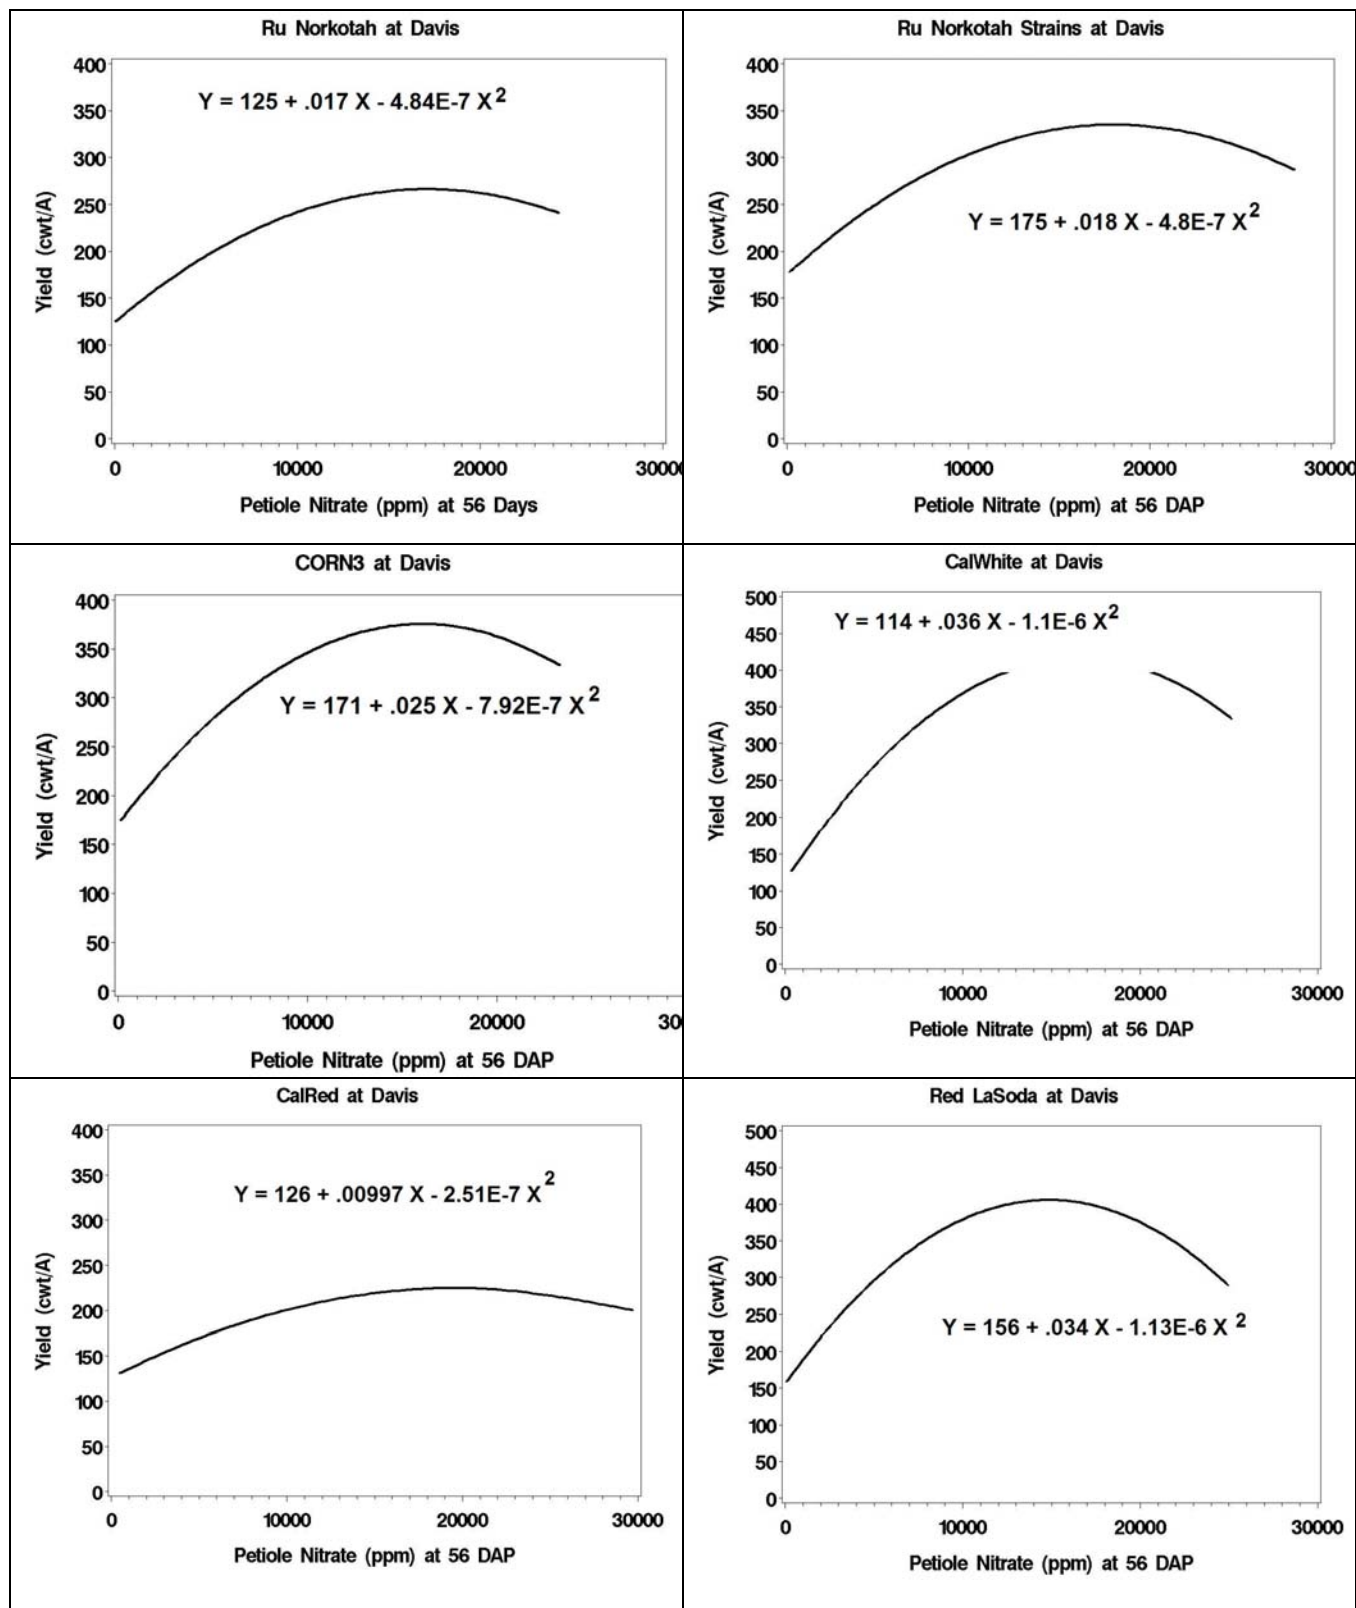 Ru Norkotah at Davis
400
350
300
250
200
150
100
50
0
Yield (cwt/A)
Y = 125 + .017 X - 4.84E-7 X 2
0 10000 20000 30000
Petiole Nitrate (ppm) at 56 Days
Ru Norkotah Strains at Davis
400
350
300
250
200
150
100
50
0
Yield (cwt/A)
Y = 175 + .018 X - 4.8E-7 X 2
0 10000 20000 30000
Petiole Nitrate (ppm) at 56 DAP
CORN3 at Davis
400
350
300
250
200
150
100
50
0
Yield (cwt/A)
Y = 171 + .025 X - 7.92E-7 X 2
0 10000 20000 30
Petiole Nitrate (ppm) at 56 DAP
CalWhite at Davis
500
450
400
350
300
250
200
150
100
50
0
Yield (cwt/A)
Y = 114 + .036 X - 1.1E-6 X 2
0 10000 20000 30000
Petiole Nitrate (ppm) at 56 DAP
CalRed at Davis
400
350
300
250
200
150
100
50
0
Yield (cwt/A)
Y = 126 + .00997 X - 2.51E-7 X 2
0 10000 20000 30000
Petiole Nitrate (ppm) at 56 DAP
Red LaSoda at Davis
500
450
400
350
300
250
200
150
100
50
0
Yield (cwt/A)
Y = 156 + .034 X - 1.13E-6 X 2
0 10000 20000 30000
Petiole Nitrate (ppm) at 56 DAP